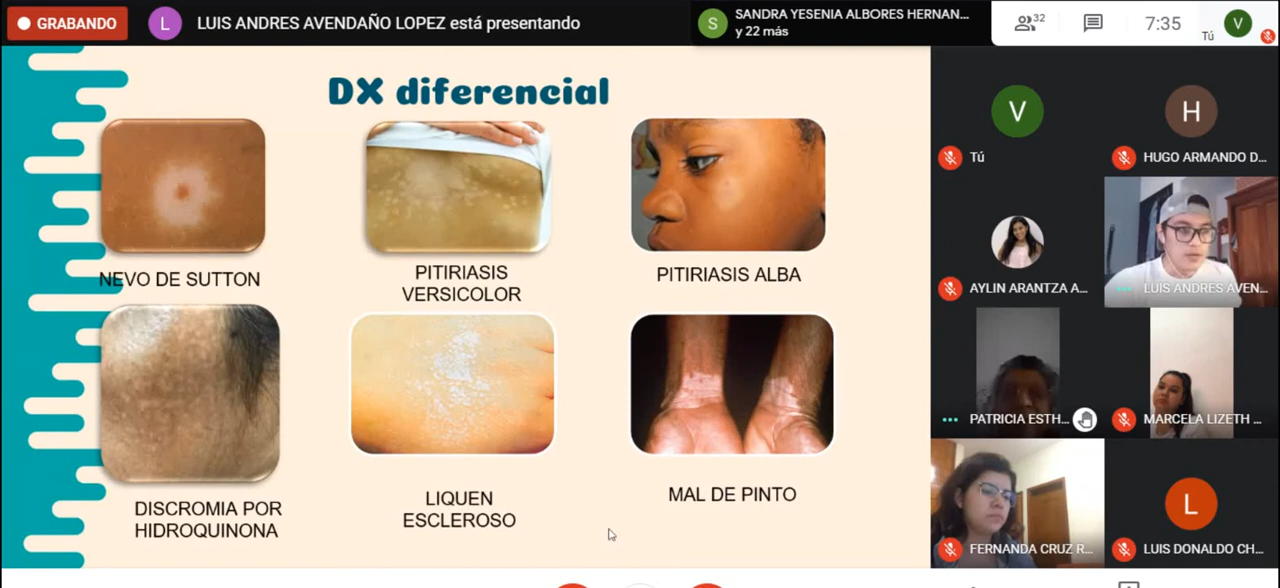 GRABANDO
L
LUIS ANDRES AVENDAÑO LOPEZ está presentando
S
SANDRA YESENIA ALBORES HERNAN...
y 22 más
32
7:35
Tú
V
DX diferencial
NEVO DE SUTTON
PITIRIASIS
VERSICOLOR
PITIRIASIS ALBA
DISCROMIA POR
HIDROQUINONA
LIQUEN
ESCLEROSO
MAL DE PINTO
V
Tú
H
HUGO ARMANDO D...
AYLIN ARANTZA A...
LUIS ANDRES AVEN...
PATRICIA ESTH...
MARCELA LIZETH ...
FERNANDA CRUZ R...
L
LUIS DONALDO CH...